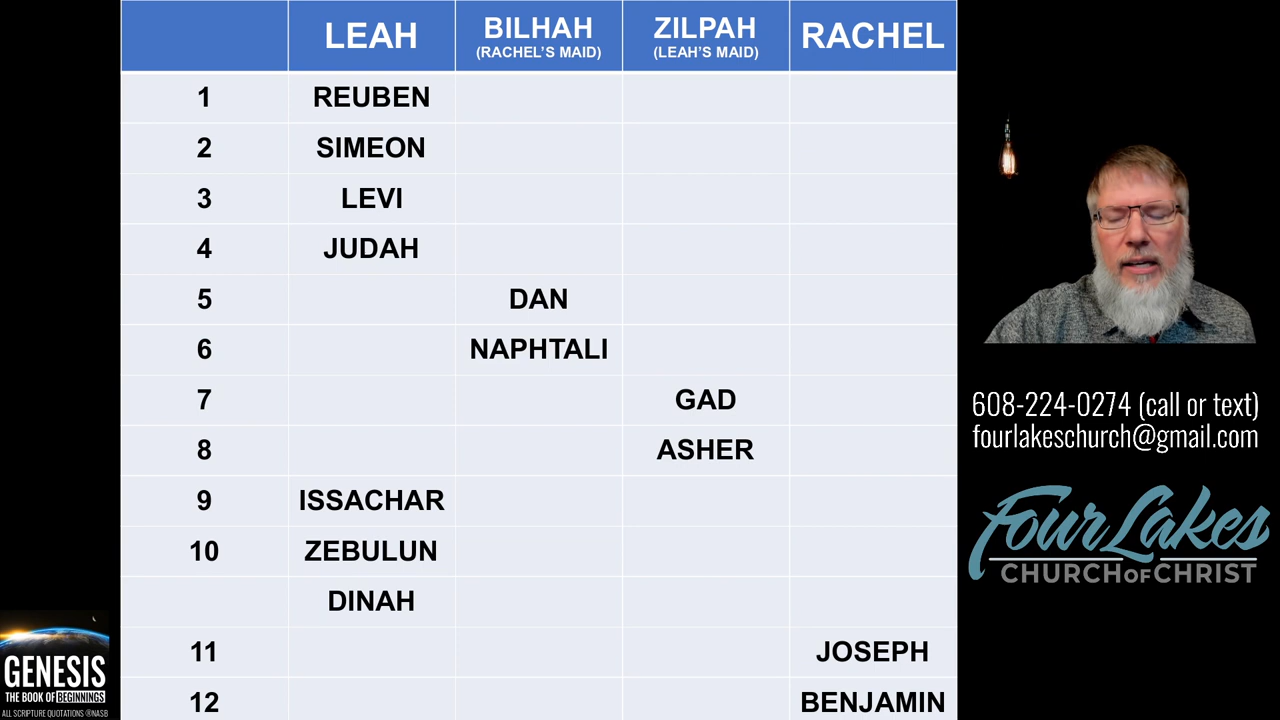 LEAH BILHAH ZILPAH RACHEL
(RACHEL'S MAID) (LEAH'S MAID)
1 REUBEN
2 SIMEON
3 LEVI
4 JUDAH
5 DAN
6 NAPHTALI
7 GAD
8 ASHER
9 ISSACHAR
10 ZEBULUN
DINAH
11 JOSEPH
12 BENJAMIN
608-224-0274 (call or text)
fourlakeschurch@gmail.com
Four Lakes
CHURCH OF CHRIST
GENESIS
THE BOOK OF BEGINNINGS
ALL SCRIPTURE QUOTATIONS @NASB